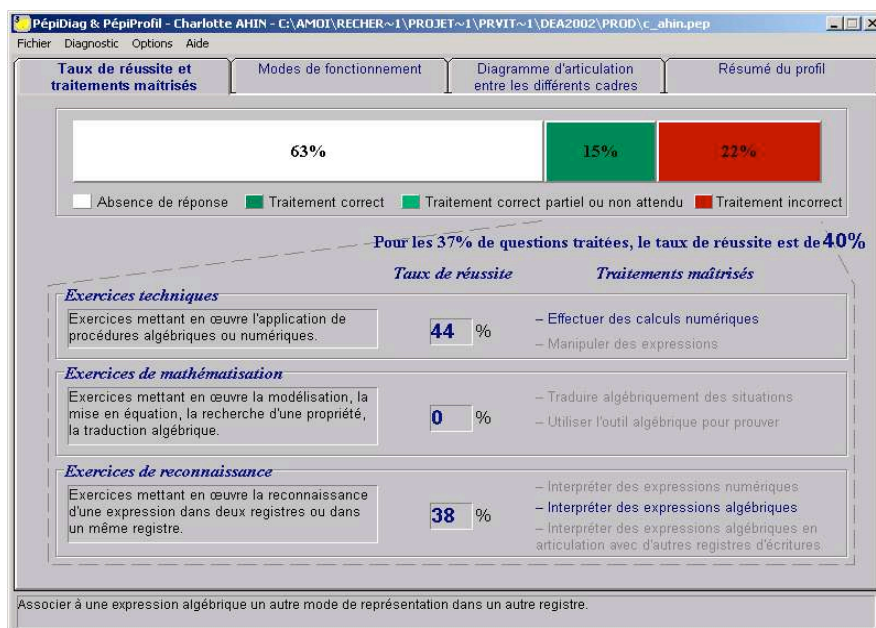 PépiDiag & PépiProfil - Charlotte AHIN - C:\AMOI\RECHER~1\PROJET~1\PRVIT~1\DEA2002\PROD\c_ahin.pep
Fichier Diagnostic Options Aide
Taux de réussite et
traitements maîtrisés
Modes de fonctionnement
Diagramme d'articulation
entre les différents cadres
Résumé du profil
63% 15% 22%
Absence de réponse Traitement correct Traitement correct partiel ou non attendu Traitement incorrect
Pour les 37% de questions traitées, le taux de réussite est de 40%
Taux de réussite Traitements maîtrisés
Exercices techniques
Exercices mettant en œuvre l'application de
procédures algébriques ou numériques.
44 %
– Effectuer des calculs numériques
– Manipuler des expressions
Exercices de mathématisation
Exercices mettant en œuvre la modélisation, la
mise en équation, la recherche d'une propriété,
la traduction algébrique.
0 %
– Traduire algébriquement des situations
– Utiliser l'outil algébrique pour prouver
Exercices de reconnaissance
Exercices mettant en œuvre la reconnaissance
d'une expression dans deux registres ou dans
un même registre.
38 %
– Interpréter des expressions numériques
– Interpréter des expressions algébriques
– Interpréter des expressions algébriques en
articulation avec d'autres registres d'écritures
Associer à une expression algébrique un autre mode de représentation dans un autre registre.